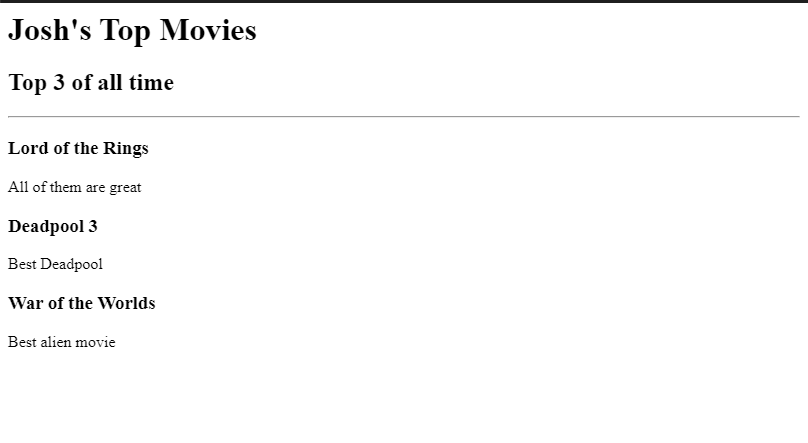 Josh's Top Movies
Top 3 of all time
Lord of the Rings
All of them are great
Deadpool 3
Best Deadpool
War of the Worlds
Best alien movie